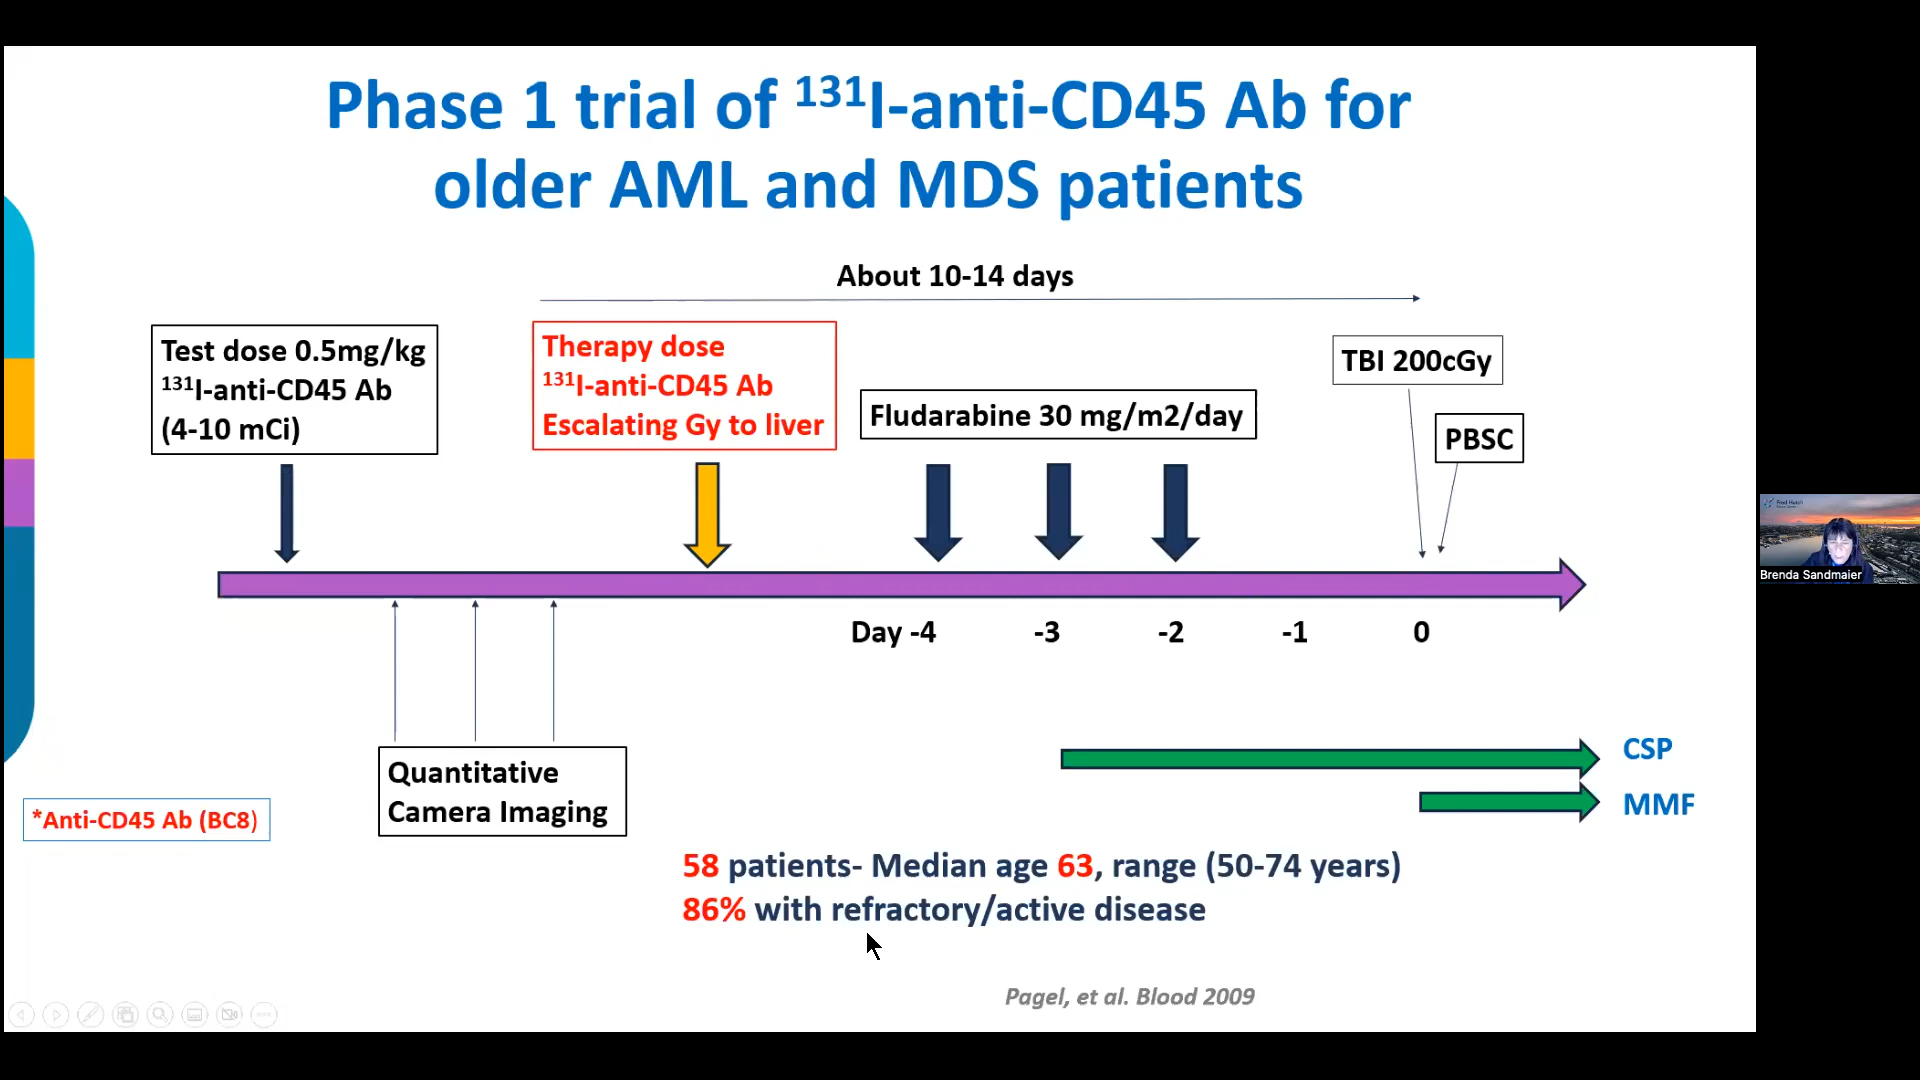 Phase 1 trial of ¹³¹I-anti-CD45 Ab for
older AML and MDS patients
About 10-14 days
Test dose 0.5mg/kg
¹³¹I-anti-CD45 Ab
(4-10 mCi)
Therapy dose
¹³¹I-anti-CD45 Ab
Escalating Gy to liver
Fludarabine 30 mg/m2/day
TBI 200cGy
PBSC
Day -4
-3
-2
-1
0
Quantitative
Camera Imaging
CSP
MMF
*Anti-CD45 Ab (BC8)
58 patients- Median age 63, range (50-74 years)
86% with refractory/active disease
Pagel, et al. Blood 2009
Fred Hutch
Brenda Sandmaier